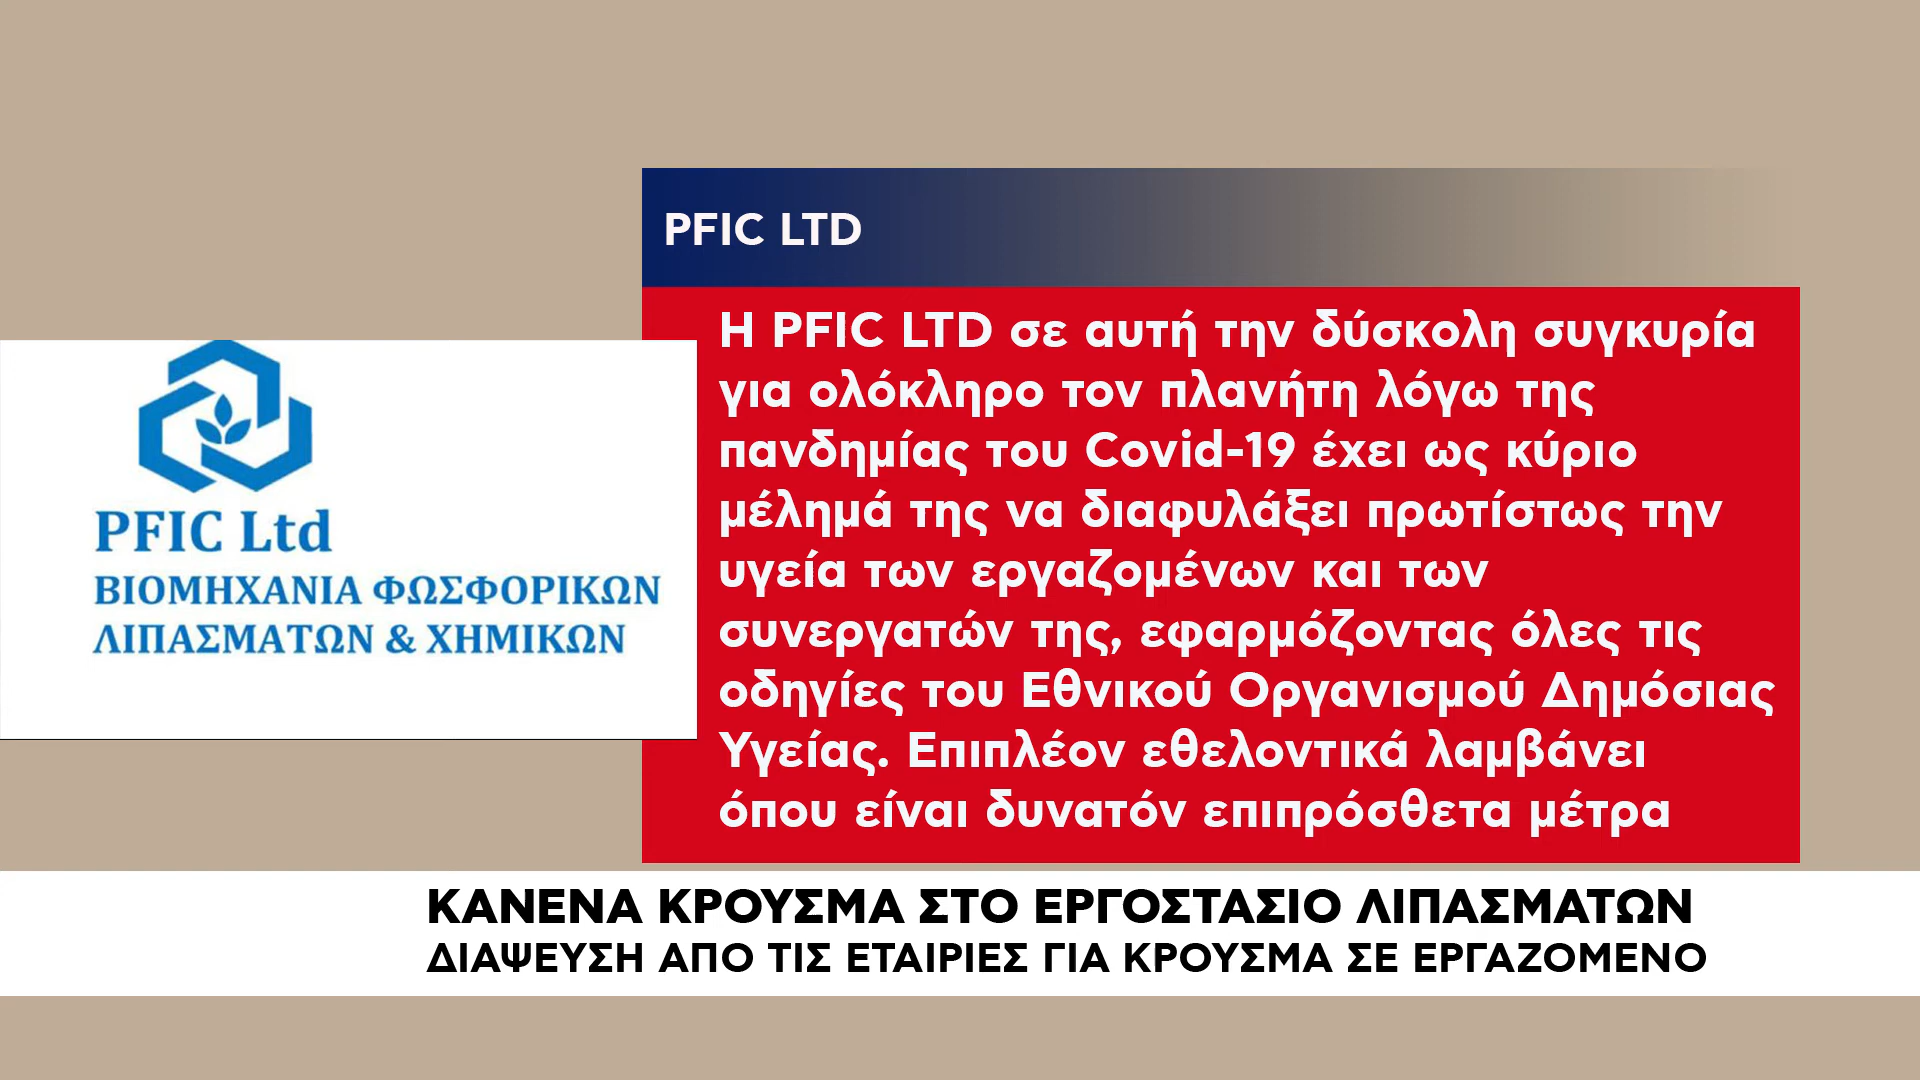 PFIC LTD
Η PFIC LTD σε αυτή την δύσκολη συγκυρία
για ολόκληρο τον πλανήτη λόγω της
πανδημίας του Covid-19 έχει ως κύριο
μέλημά της να διαφυλάξει πρωτίστως την
υγεία των εργαζομένων και των
συνεργατών της, εφαρμόζοντας όλες τις
οδηγίες του Εθνικού Οργανισμού Δημόσιας
Υγείας. Επιπλέον εθελοντικά λαμβάνει
όπου είναι δυνατόν επιπρόσθετα μέτρα
PFIC Ltd
ΒΙΟΜΗΧΑΝΙΑ ΦΩΣΦΟΡΙΚΩΝ
ΛΙΠΑΣΜΑΤΩΝ & ΧΗΜΙΚΩΝ
ΚΑΝΕΝΑ ΚΡΟΥΣΜΑ ΣΤΟ ΕΡΓΟΣΤΑΣΙΟ ΛΙΠΑΣΜΑΤΩΝ
ΔΙΑΨΕΥΣΗ ΑΠΟ ΤΙΣ ΕΤΑΙΡΙΕΣ ΓΙΑ ΚΡΟΥΣΜΑ ΣΕ ΕΡΓΑΖΟΜΕΝΟ